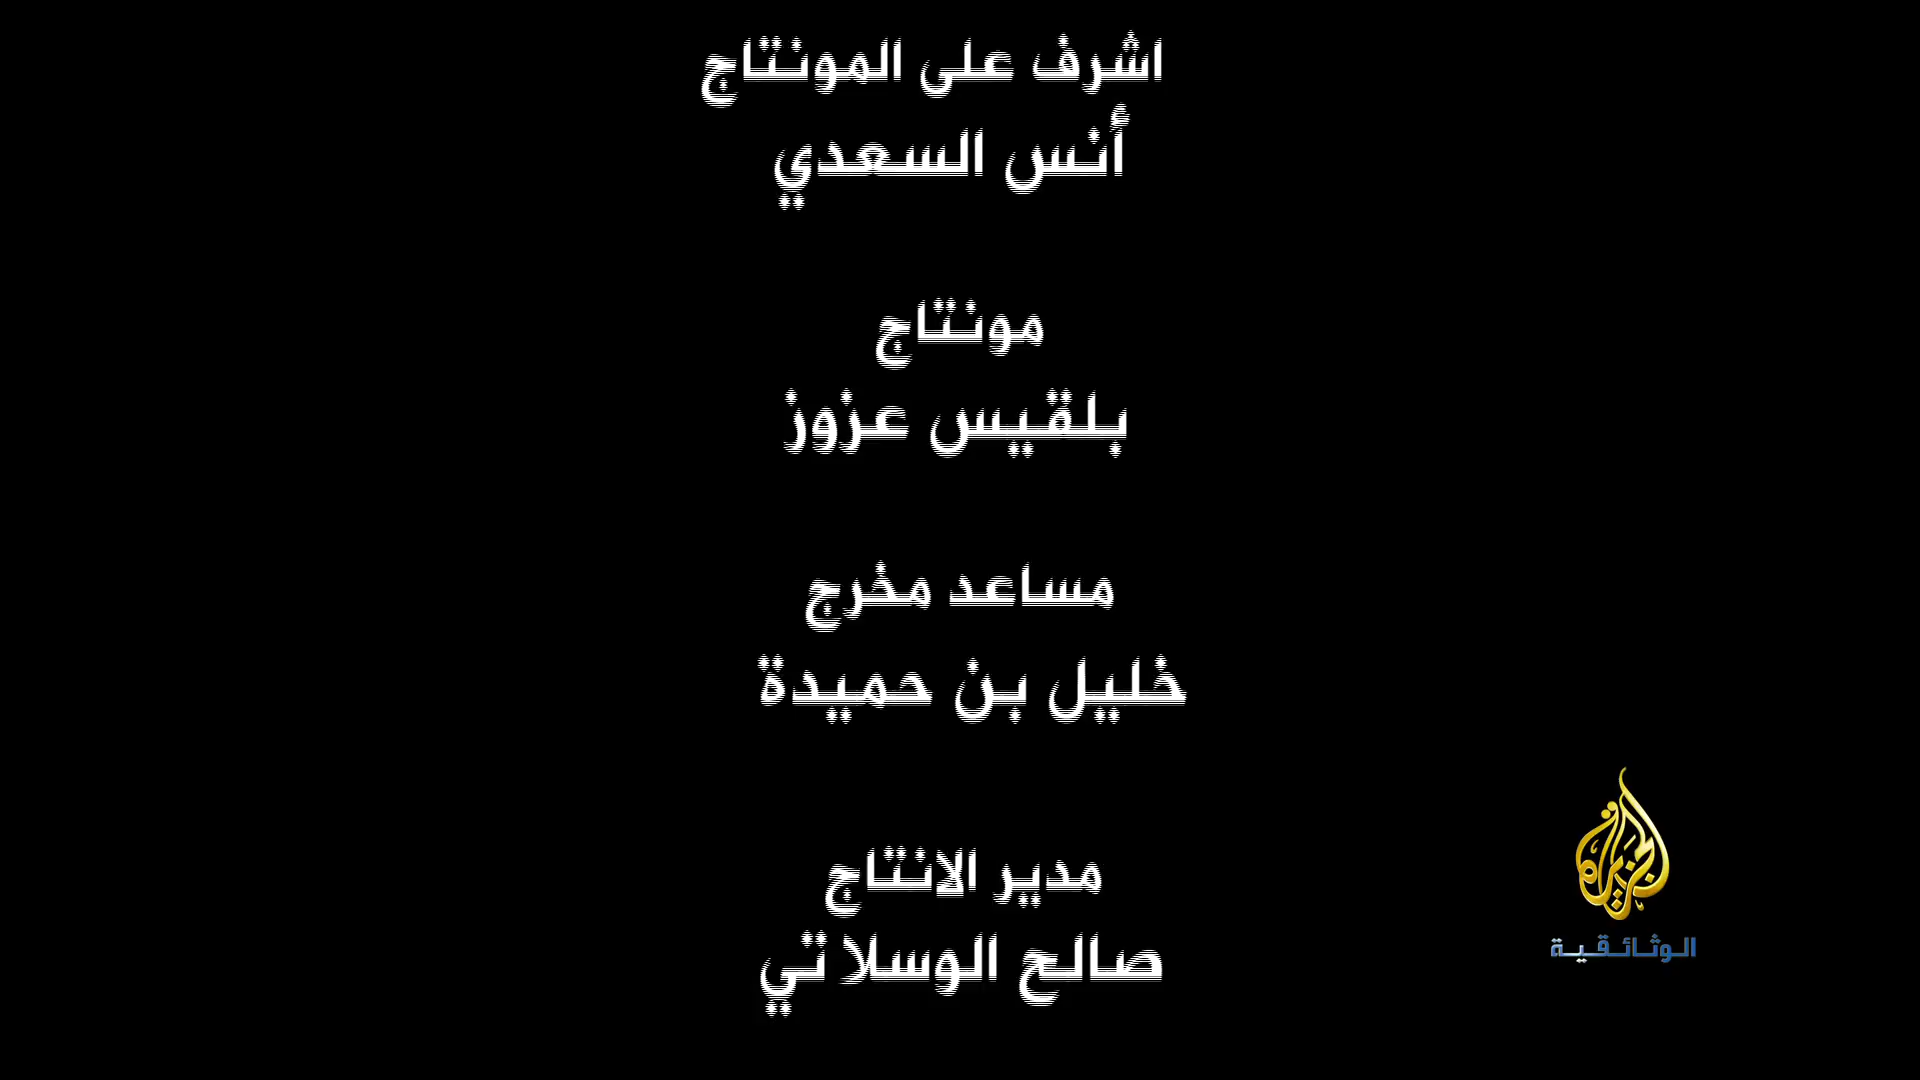 اشرف على المونتاج
أنس السعدي
مونتاج
بلقيس عزوز
مساعد مخرج
خليل بن حميدة
مدير الانتاج
صالح الوسلاتي
الجزيرة
الوثائقية